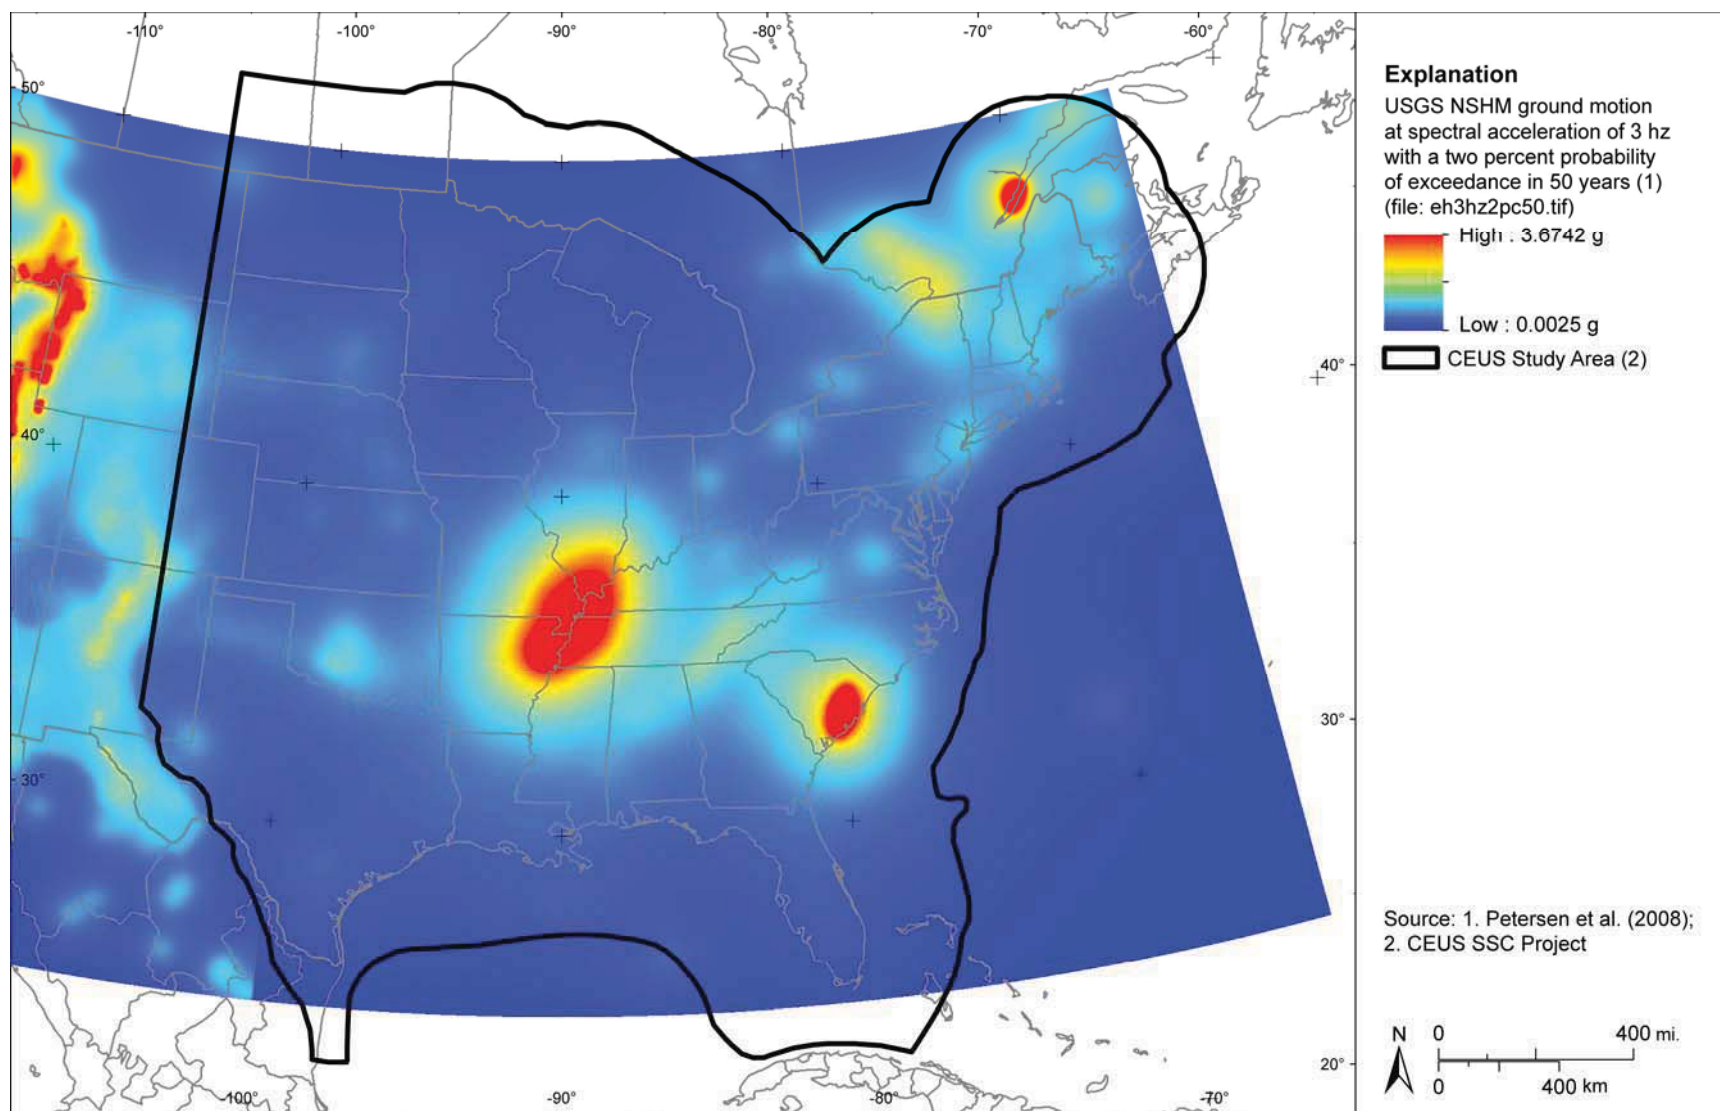 -110°
-100°
-90°
-80°
-70°
-60°
50°
40°
40°
30°
30°
20°
-100°
-90°
-80°
-70°
Explanation
USGS NSHM ground motion
at spectral acceleration of 3 hz
with a two percent probability
of exceedance in 50 years (1)
(file: eh3hz2pc50.tif)
High : 3.6742 g
Low : 0.0025 g
CEUS Study Area (2)
Source: 1. Petersen et al. (2008);
2. CEUS SSC Project
N
0 400 mi.
0 400 km